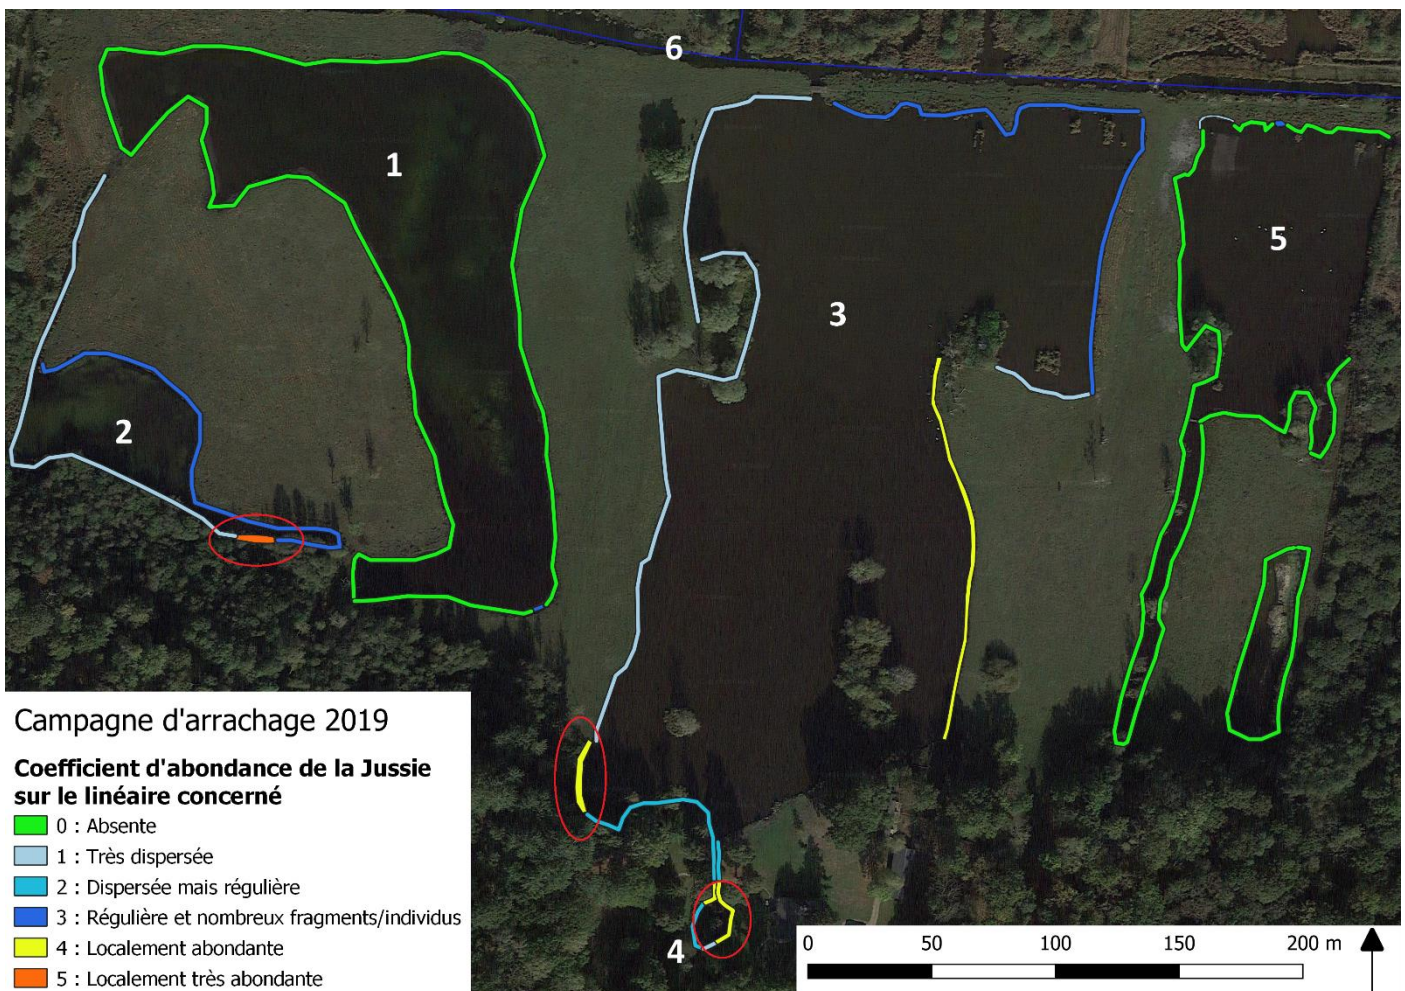 6
1
5
3
2
4
Campagne d'arrachage 2019
Coefficient d'abondance de la Jussie
sur le linéaire concerné
0 : Absente
1 : Très dispersée
2 : Dispersée mais régulière
3 : Régulière et nombreux fragments/individus
4 : Localement abondante
5 : Localement très abondante
0 50 100 150 200 m